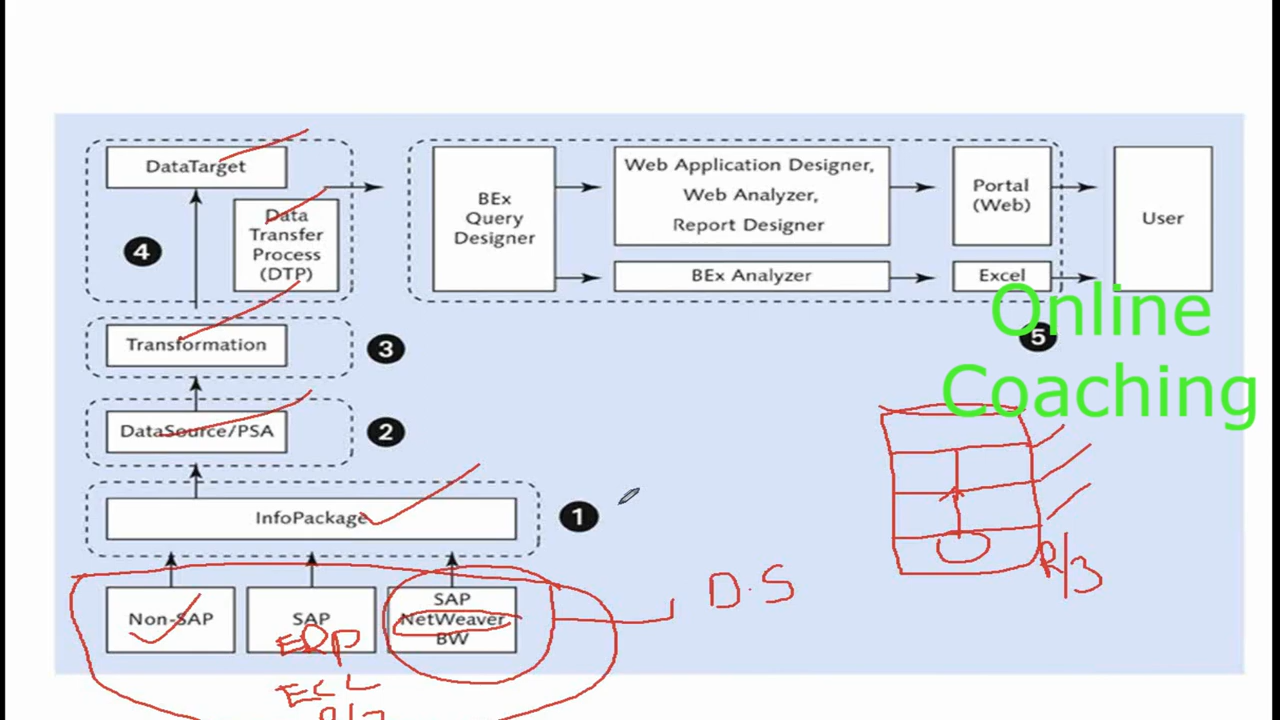 DataTarget
Data
Transfer
Process
(DTP)
4
BEx
Query
Designer
Web Application Designer,
Web Analyzer,
Report Designer
BEx Analyzer
Portal
(Web)
Excel
User
5
Online
Coaching
Transformation
3
DataSource/PSA
2
InfoPackage
1
Non-SAP
SAP
SAP
NetWeaver
BW
ERP
D.S
R/3